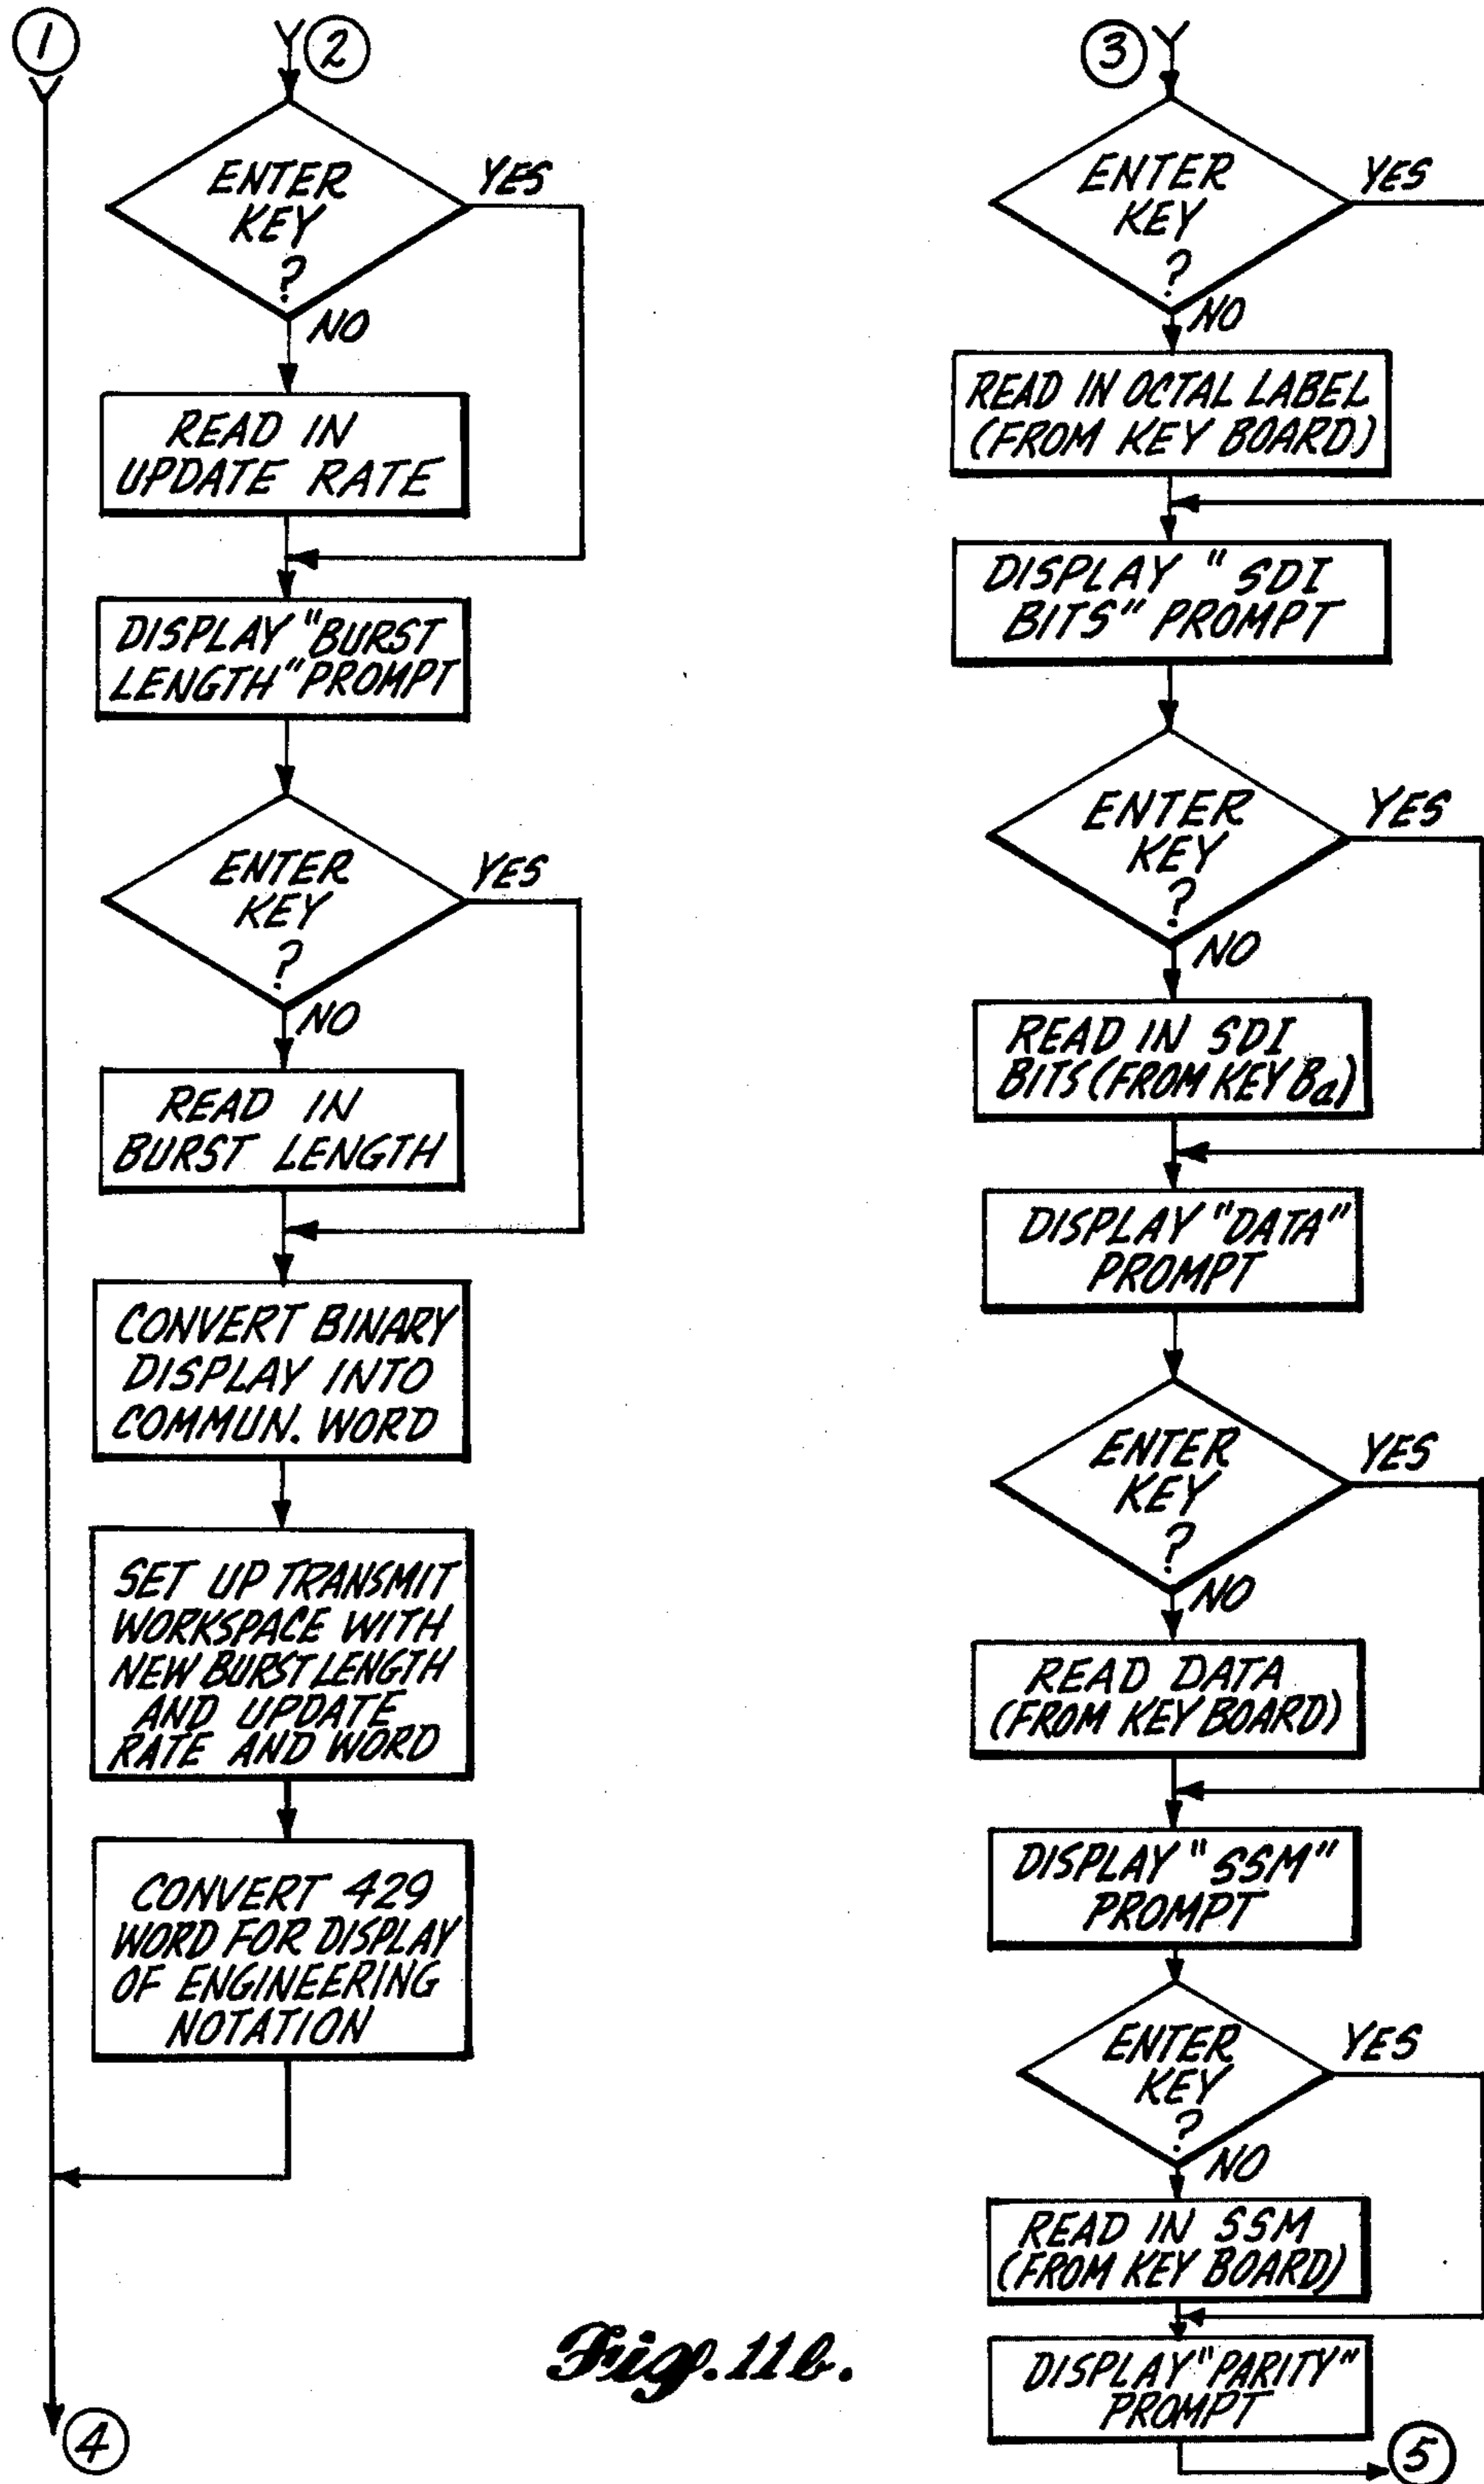 1
2
ENTER
KEY
?
YES
NO
READ IN
UPDATE RATE
DISPLAY "BURST
LENGTH" PROMPT
ENTER
KEY
?
YES
NO
READ IN
BURST LENGTH
CONVERT BINARY
DISPLAY INTO
COMMUN. WORD
SET UP TRANSMIT
WORKSPACE WITH
NEW BURST LENGTH
AND UPDATE
RATE AND WORD
CONVERT 429
WORD FOR DISPLAY
OF ENGINEERING
NOTATION
4
3
ENTER
KEY
?
YES
NO
READ IN OCTAL LABEL
(FROM KEY BOARD)
DISPLAY "SDI
BITS" PROMPT
ENTER
KEY
?
YES
NO
READ IN SDI
BITS (FROM KEY Bd)
DISPLAY "DATA"
PROMPT
ENTER
KEY
?
YES
NO
READ DATA
(FROM KEY BOARD)
DISPLAY "SSM"
PROMPT
ENTER
KEY
?
YES
NO
READ IN SSM
(FROM KEY BOARD)
DISPLAY "PARITY"
PROMPT
5
Fig. 11b.